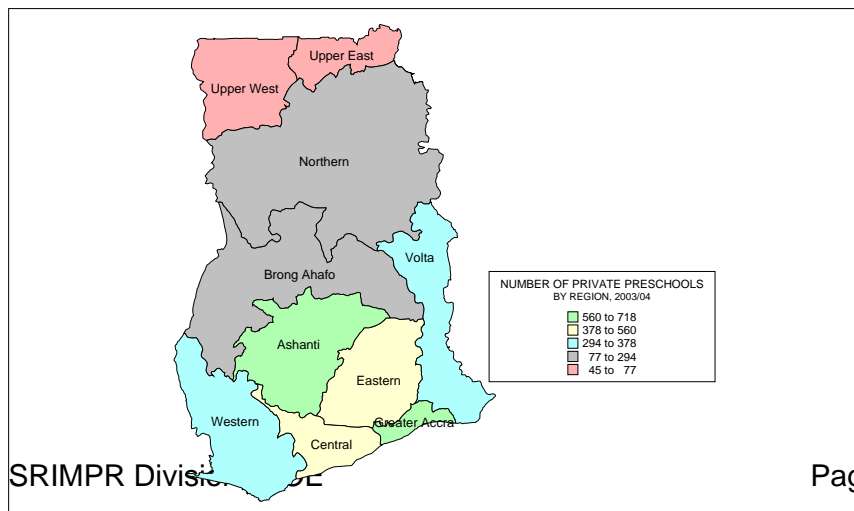 Upper East
Upper West
Northern
Volta
Brong Ahafo
NUMBER OF PRIVATE PRESCHOOLS
BY REGION, 2003/04
560 to 718
378 to 560
294 to 378
77 to 294
45 to 77
Ashanti
Eastern
Western
Greater Accra
Central
SRIMPR